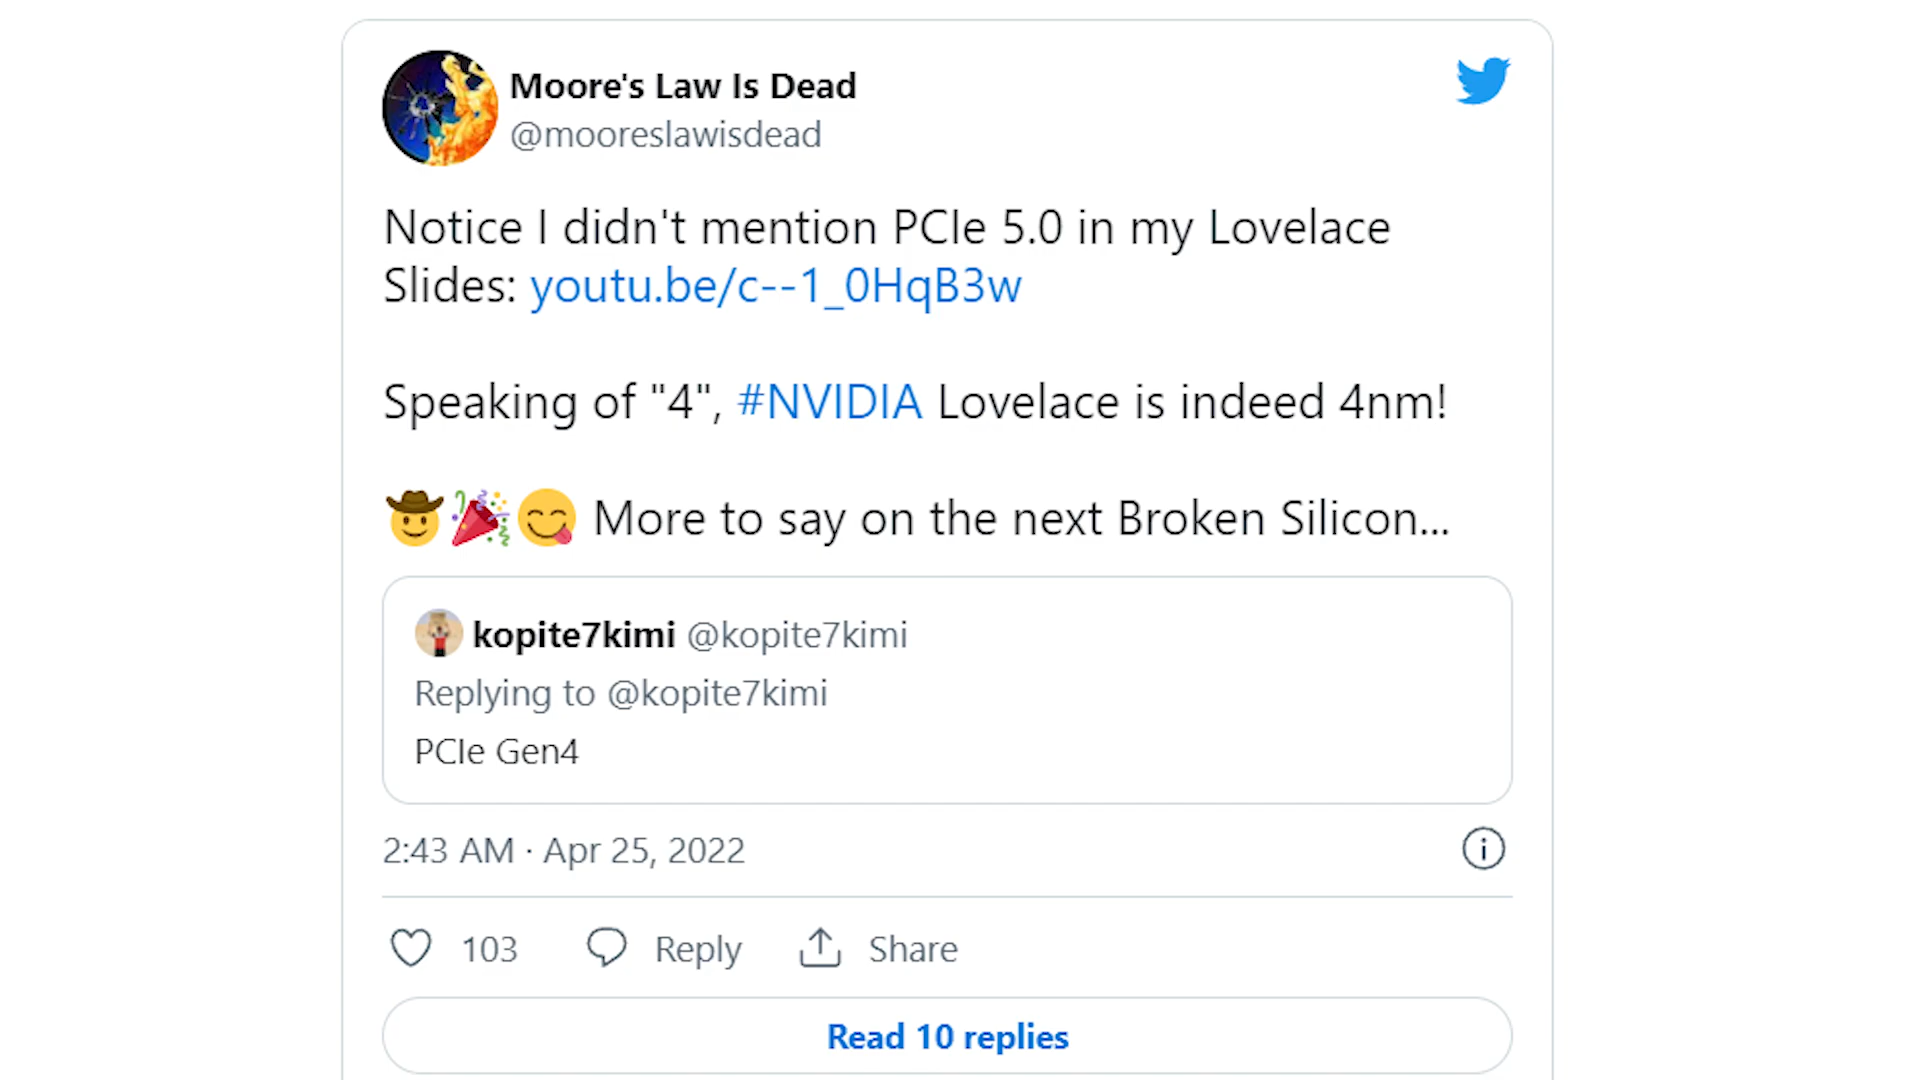 Moore's Law Is Dead
@mooreslawisdead
Notice I didn't mention PCIe 5.0 in my Lovelace
Slides: youtu.be/c--1_0HqB3w
Speaking of "4", #NVIDIA Lovelace is indeed 4nm!
🤠🎉😋 More to say on the next Broken Silicon...
kopite7kimi @kopite7kimi
Replying to @kopite7kimi
PCIe Gen4
2:43 AM · Apr 25, 2022
103 Reply Share
Read 10 replies